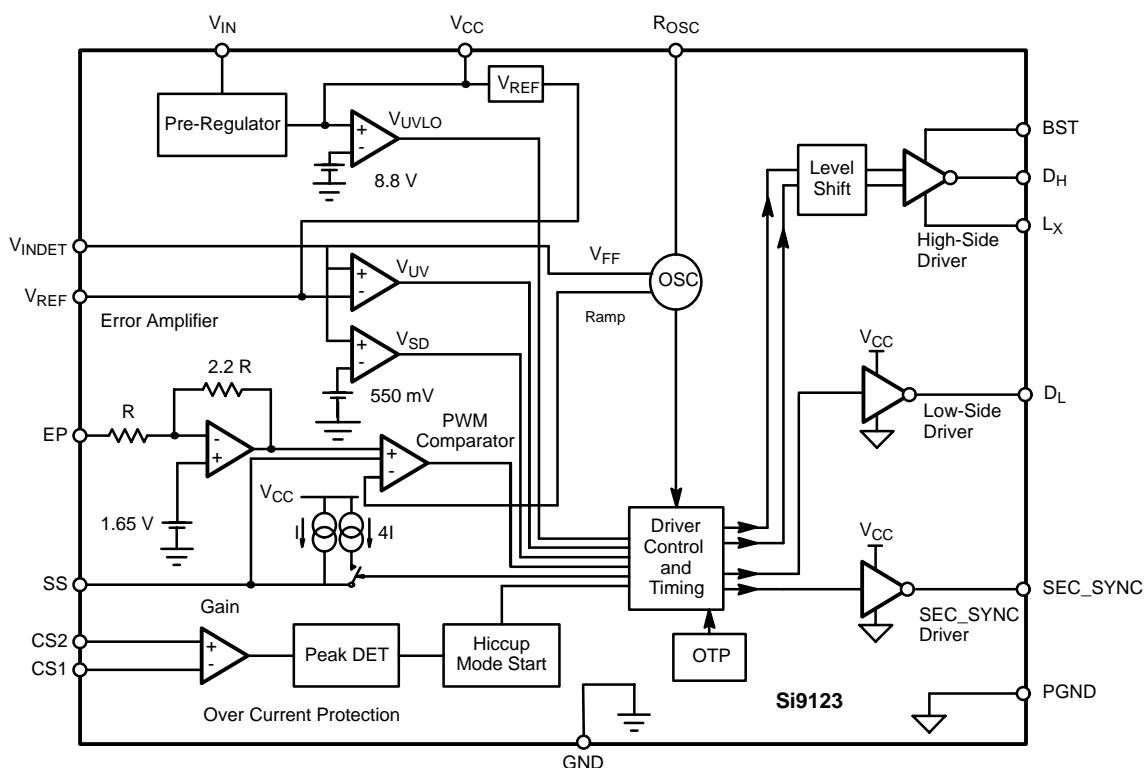 VIN
VCC
ROSC
VREF
Pre-Regulator
VUVLO
8.8 V
BST
Level
Shift
DH
LX
High-Side
Driver
VINDET
VFF
VUV
OSC
VREF
Ramp
Error Amplifier
VSD
2.2 R
550 mV
VCC
DL
Low-Side
Driver
R
EP
PWM
Comparator
VCC
1.65 V
I
4I
Driver
Control
and
Timing
VCC
SS
SEC_SYNC
SEC_SYNC
Driver
Gain
CS2
CS1
Peak DET
Hiccup
Mode Start
OTP
Si9123
PGND
Over Current Protection
GND